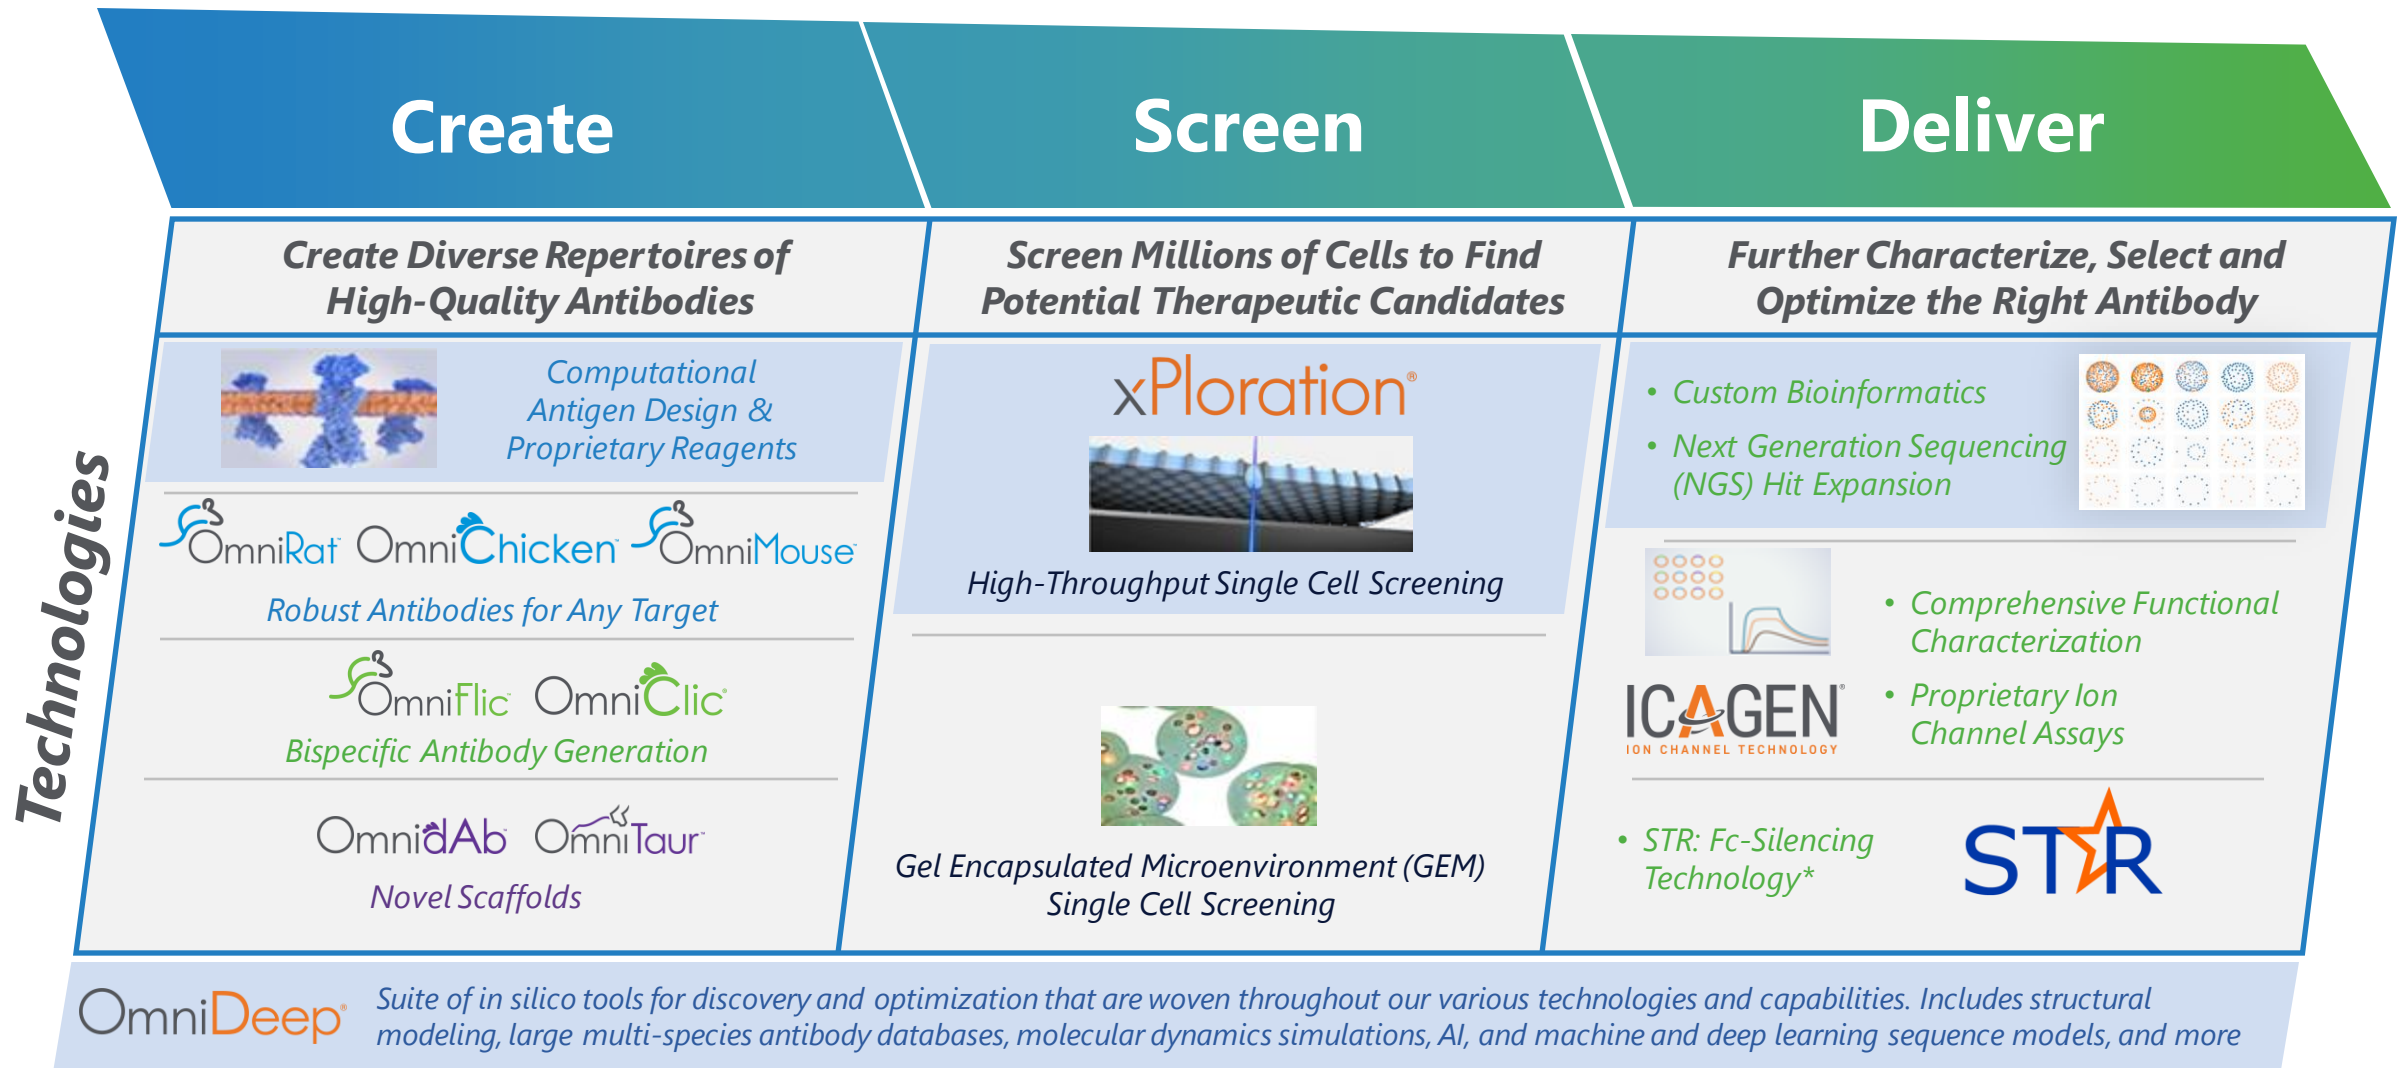 Create
Screen
Deliver
Technologies
Create Diverse Repertoires of
High-Quality Antibodies
Screen Millions of Cells to Find
Potential Therapeutic Candidates
Further Characterize, Select and
Optimize the Right Antibody
Computational
Antigen Design &
Proprietary Reagents
OmniRat™ OmniChicken™ OmniMouse™
Robust Antibodies for Any Target
OmniFlic™ OmniClic®
Bispecific Antibody Generation
OmnidAb™ OmniTaur™
Novel Scaffolds
xPloration®
High-Throughput Single Cell Screening
Gel Encapsulated Microenvironment (GEM)
Single Cell Screening
• Custom Bioinformatics
• Next Generation Sequencing
(NGS) Hit Expansion
ICAGEN®
ION CHANNEL TECHNOLOGY
• Comprehensive Functional
Characterization
• Proprietary Ion
Channel Assays
• STR: Fc-Silencing
Technology*
STR
OmniDeep®
Suite of in silico tools for discovery and optimization that are woven throughout our various technologies and capabilities. Includes structural
modeling, large multi-species antibody databases, molecular dynamics simulations, AI, and machine and deep learning sequence models, and more